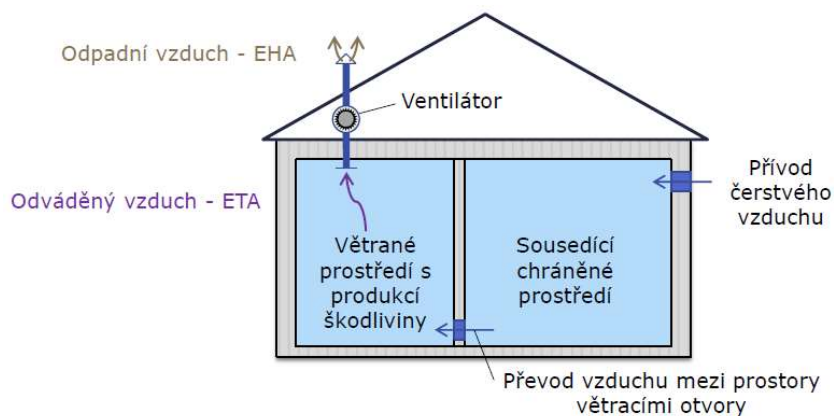 Odpadní vzduch - EHA
Ventilátor
Odváděný vzduch - ETA
Přívod
čerstvého
vzduchu
Větrané
prostředí s
produkcí
škodliviny
Sousedící
chráněné
prostředí
Převod vzduchu mezi prostory
větracími otvory